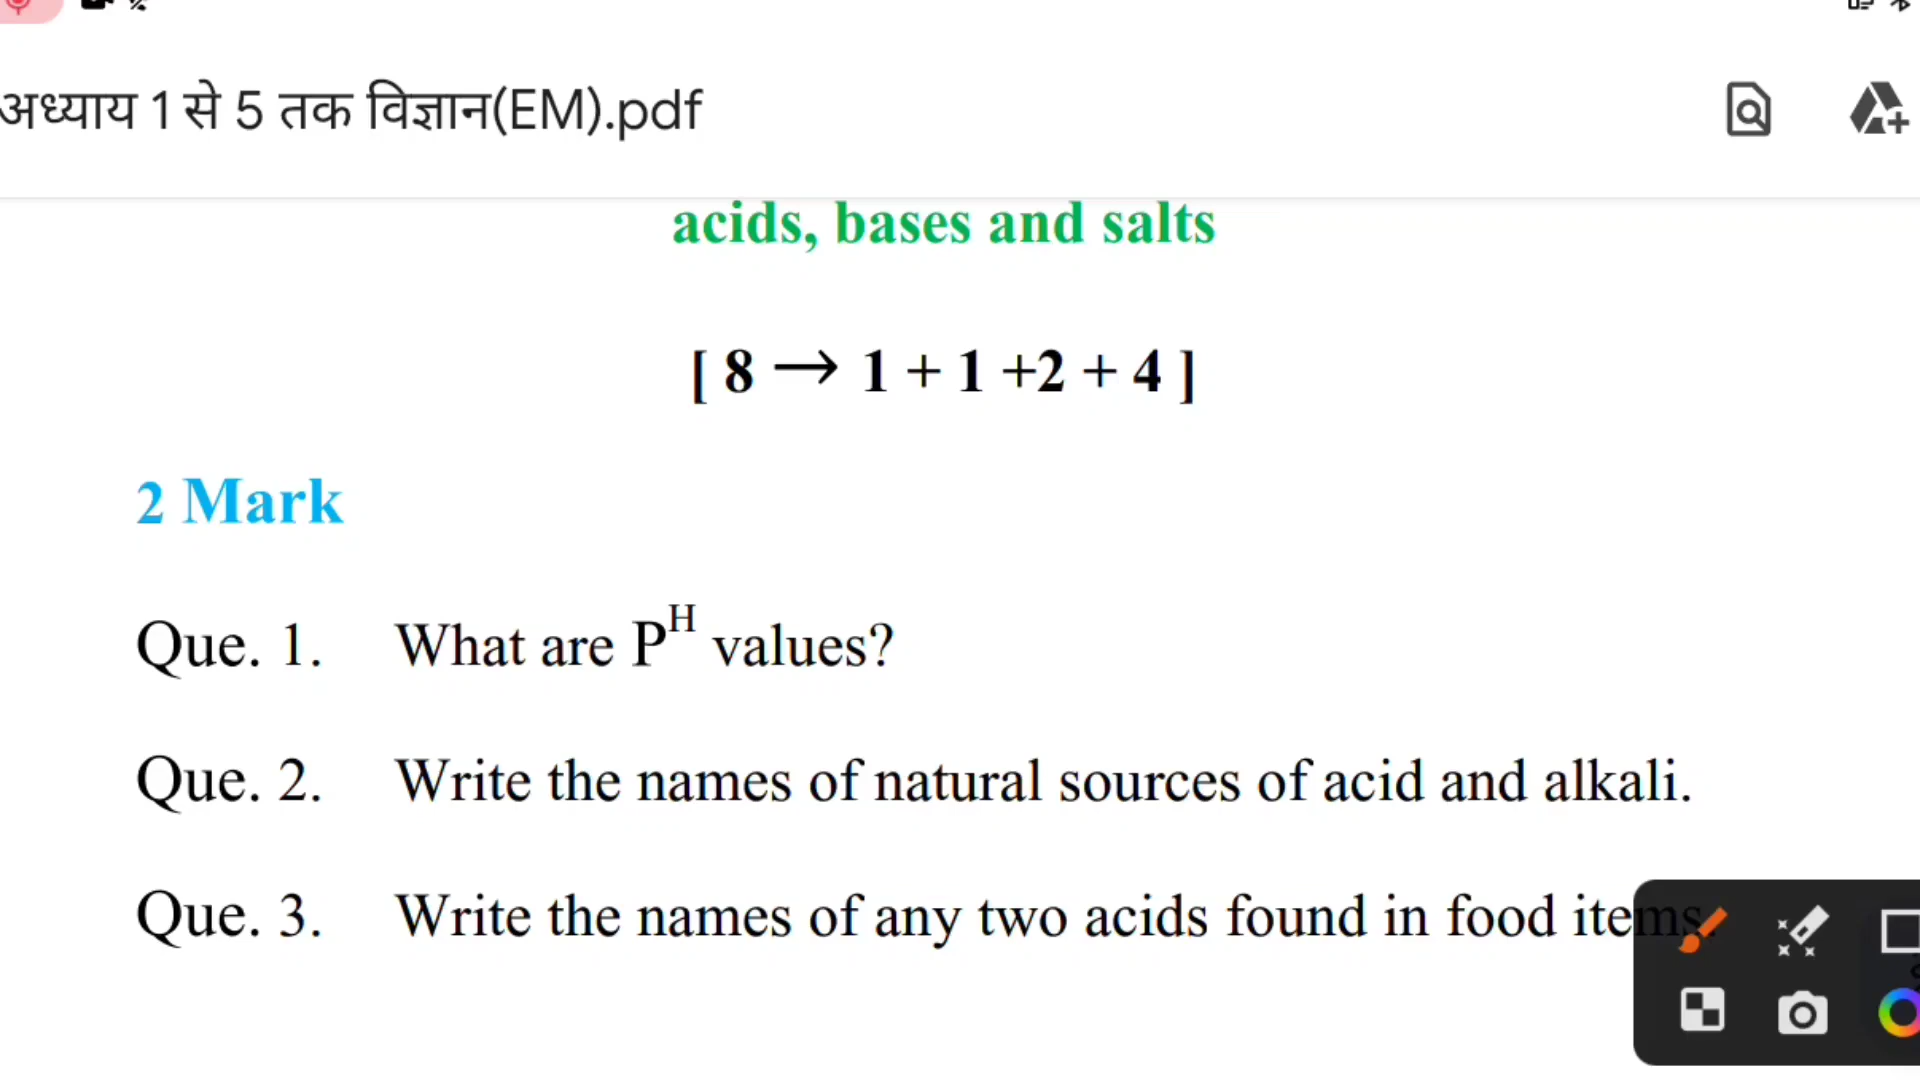 अध्याय 1 से 5 तक विज्ञान(EM).pdf
acids, bases and salts
[ 8 → 1 + 1 +2 + 4 ]
2 Mark
Que. 1. What are P^H values?
Que. 2. Write the names of natural sources of acid and alkali.
Que. 3. Write the names of any two acids found in food items.